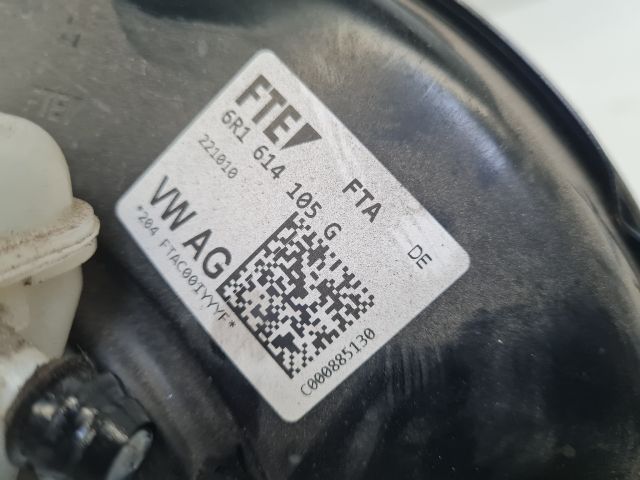 FTE
6R1 614 105 G
221010
FTA
DE
VW AG
*204 FTAC00IYYYF*
C000885130